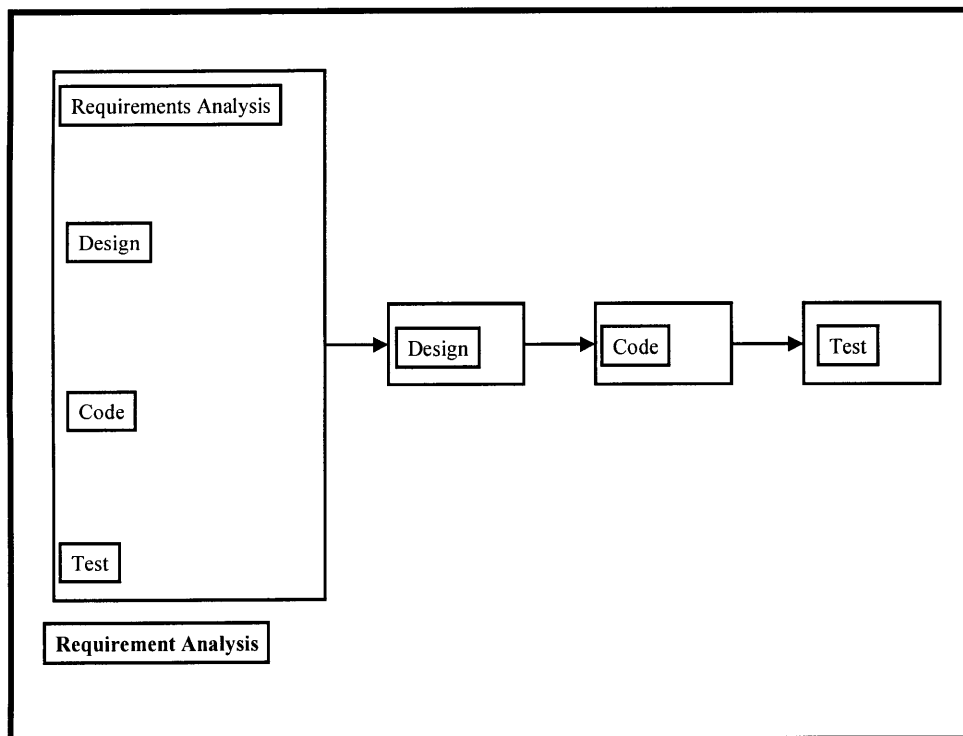 Requirements Analysis
Design
Code
Test
Requirement Analysis
Design
Code
Test